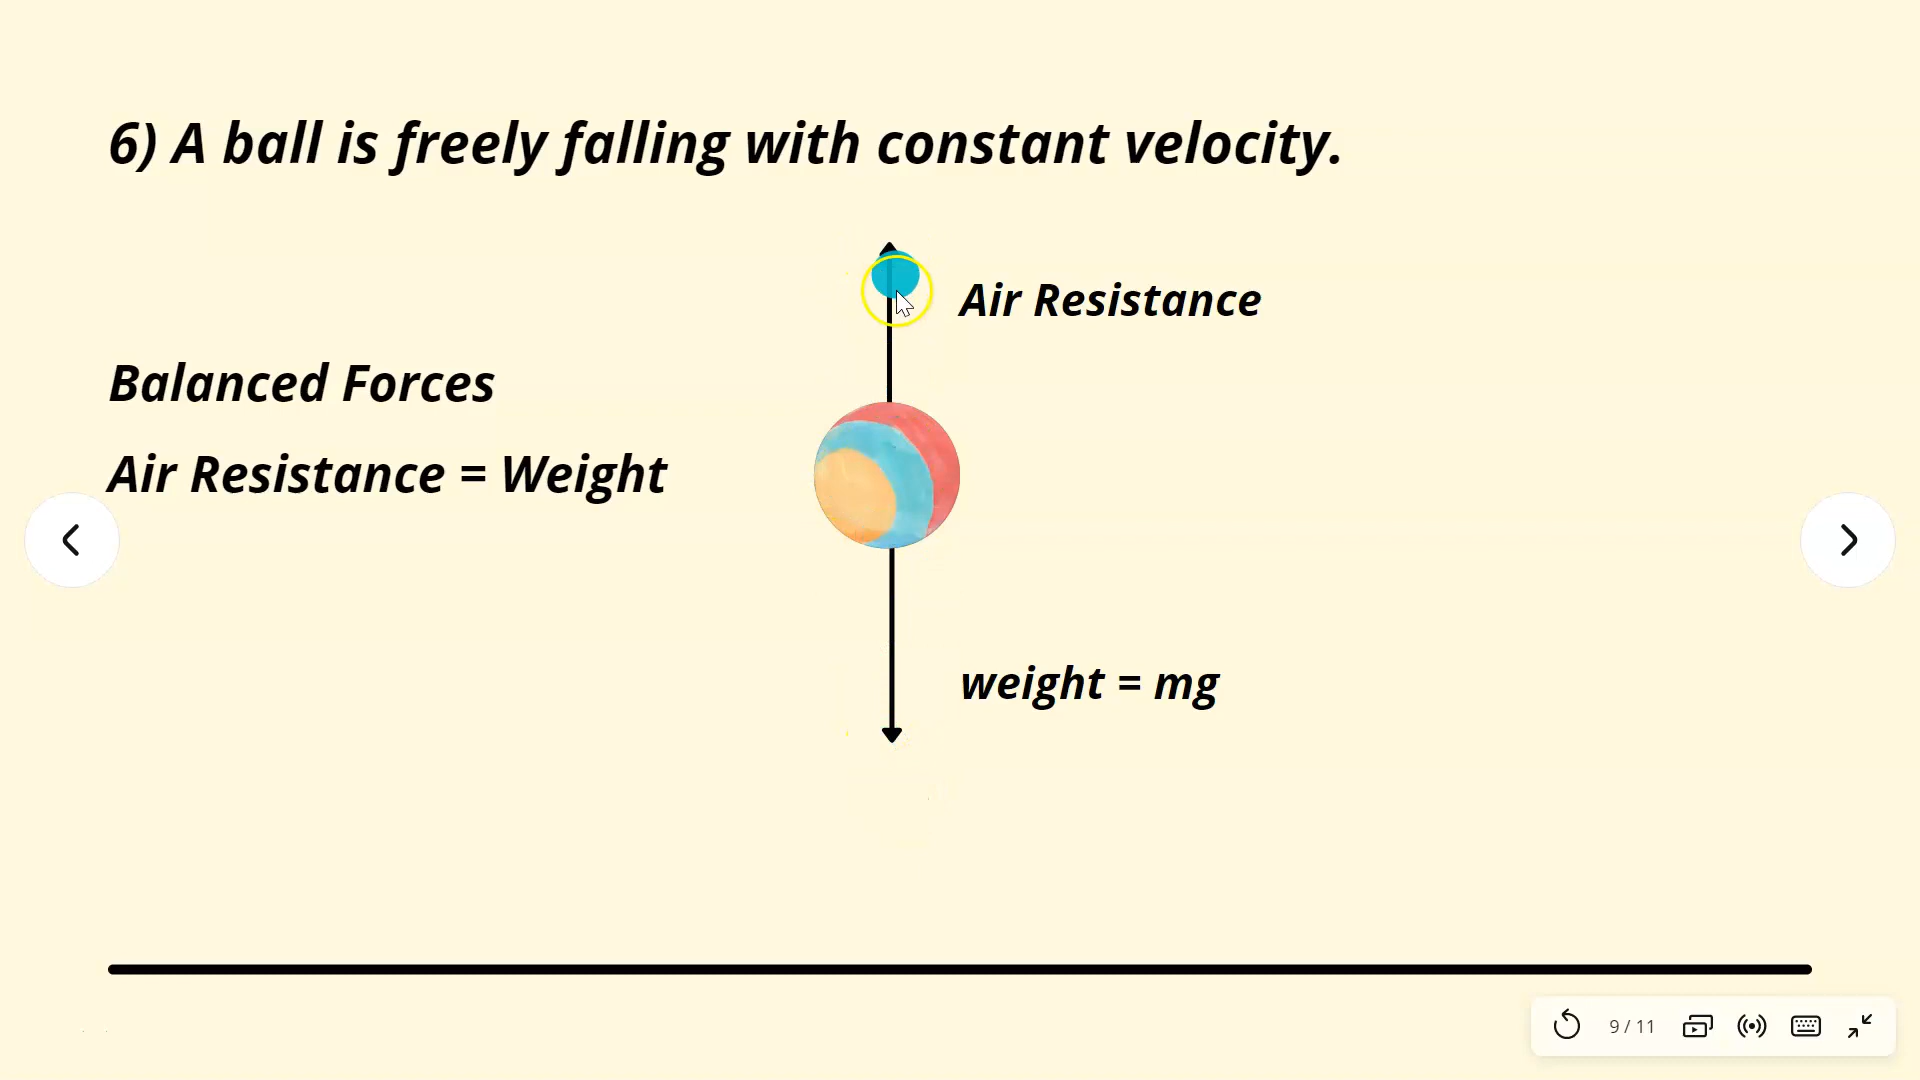 6) A ball is freely falling with constant velocity.
Air Resistance
Balanced Forces
Air Resistance = Weight
weight = mg
9 / 11